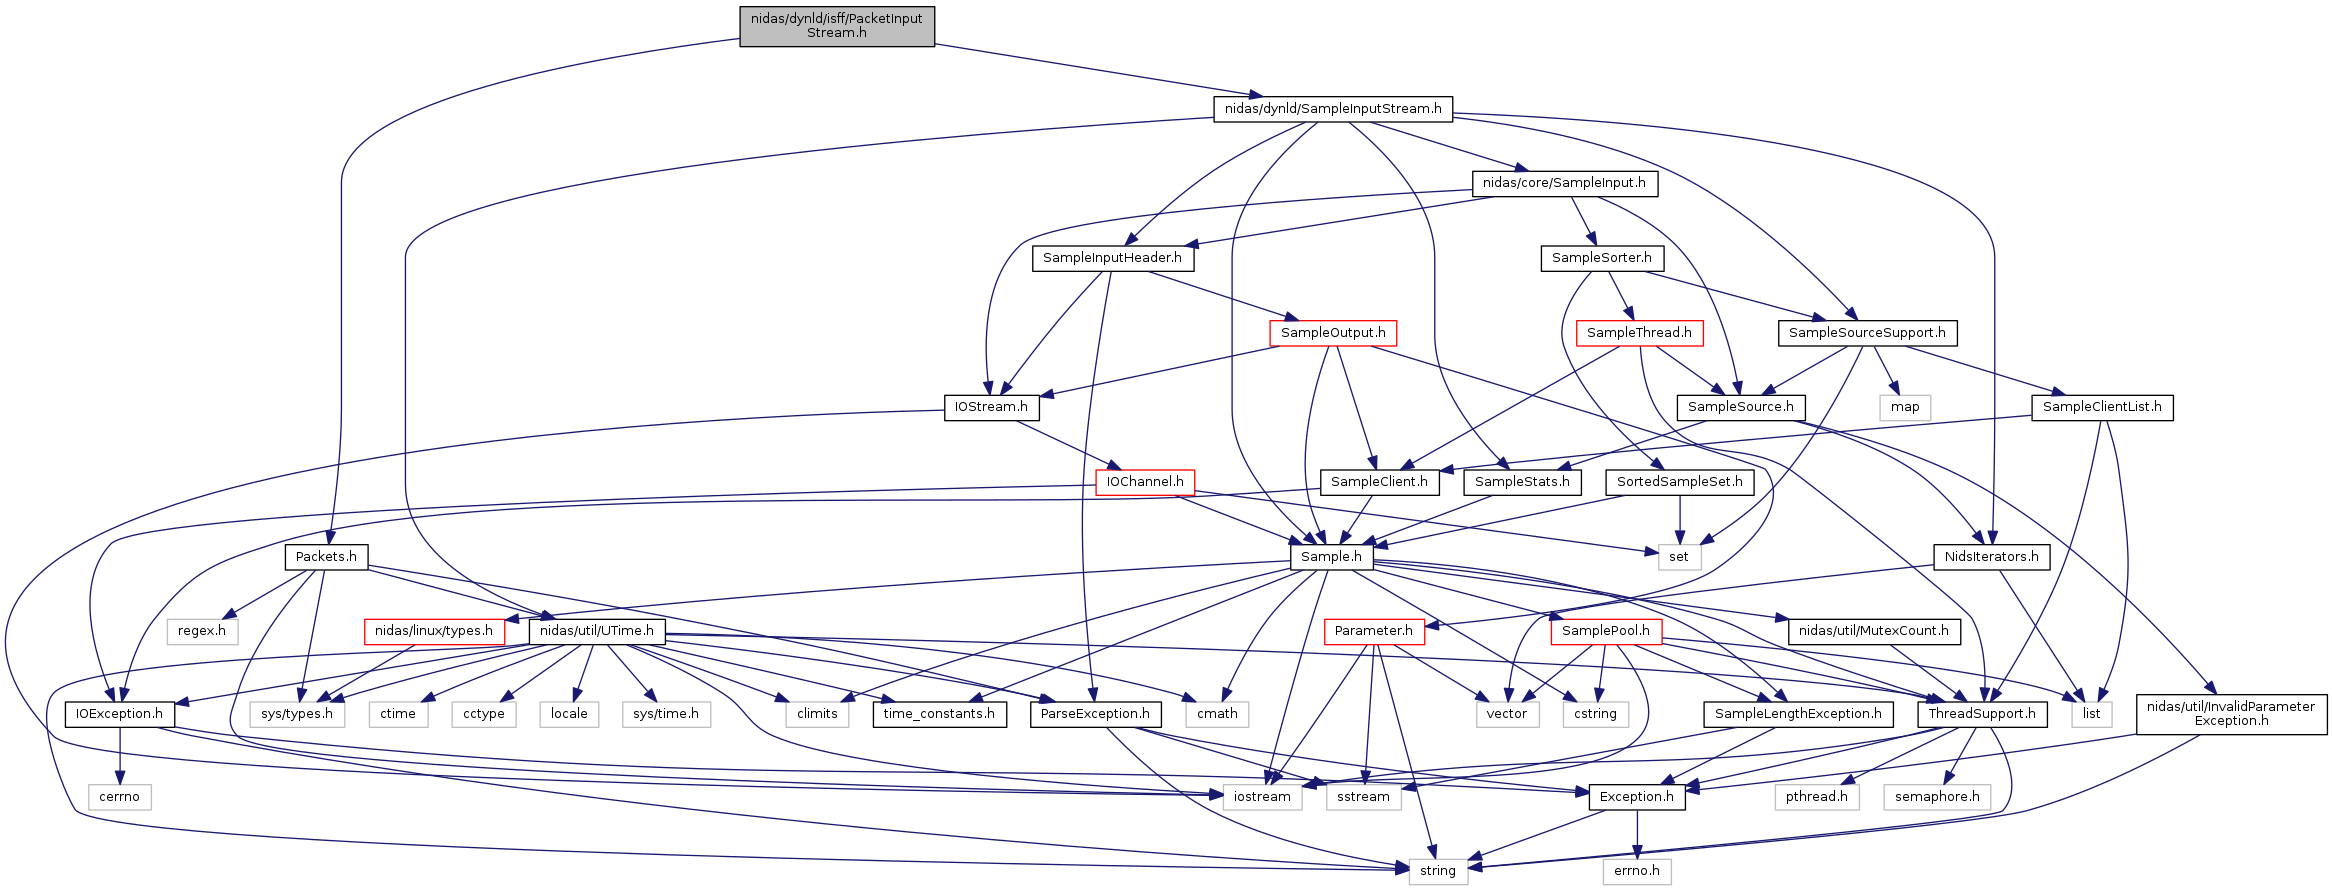 nidas/dynld/isff/PacketInput
Stream.h
nidas/dynld/SampleInputStream.h
nidas/core/SampleInput.h
SampleInputHeader.h
SampleSorter.h
SampleOutput.h
SampleThread.h
SampleSourceSupport.h
IOStream.h
SampleSource.h
map
SampleClientList.h
IOChannel.h
SampleClient.h
SampleStats.h
SortedSampleSet.h
Packets.h
Sample.h
set
NidsIterators.h
regex.h
nidas/linux/types.h
nidas/util/UTime.h
Parameter.h
SamplePool.h
nidas/util/MutexCount.h
IOException.h
sys/types.h
ctime
cctype
locale
sys/time.h
climits
time_constants.h
ParseException.h
cmath
vector
cstring
SampleLengthException.h
ThreadSupport.h
list
nidas/util/InvalidParameter
Exception.h
cerrno
iostream
sstream
Exception.h
pthread.h
semaphore.h
string
errno.h